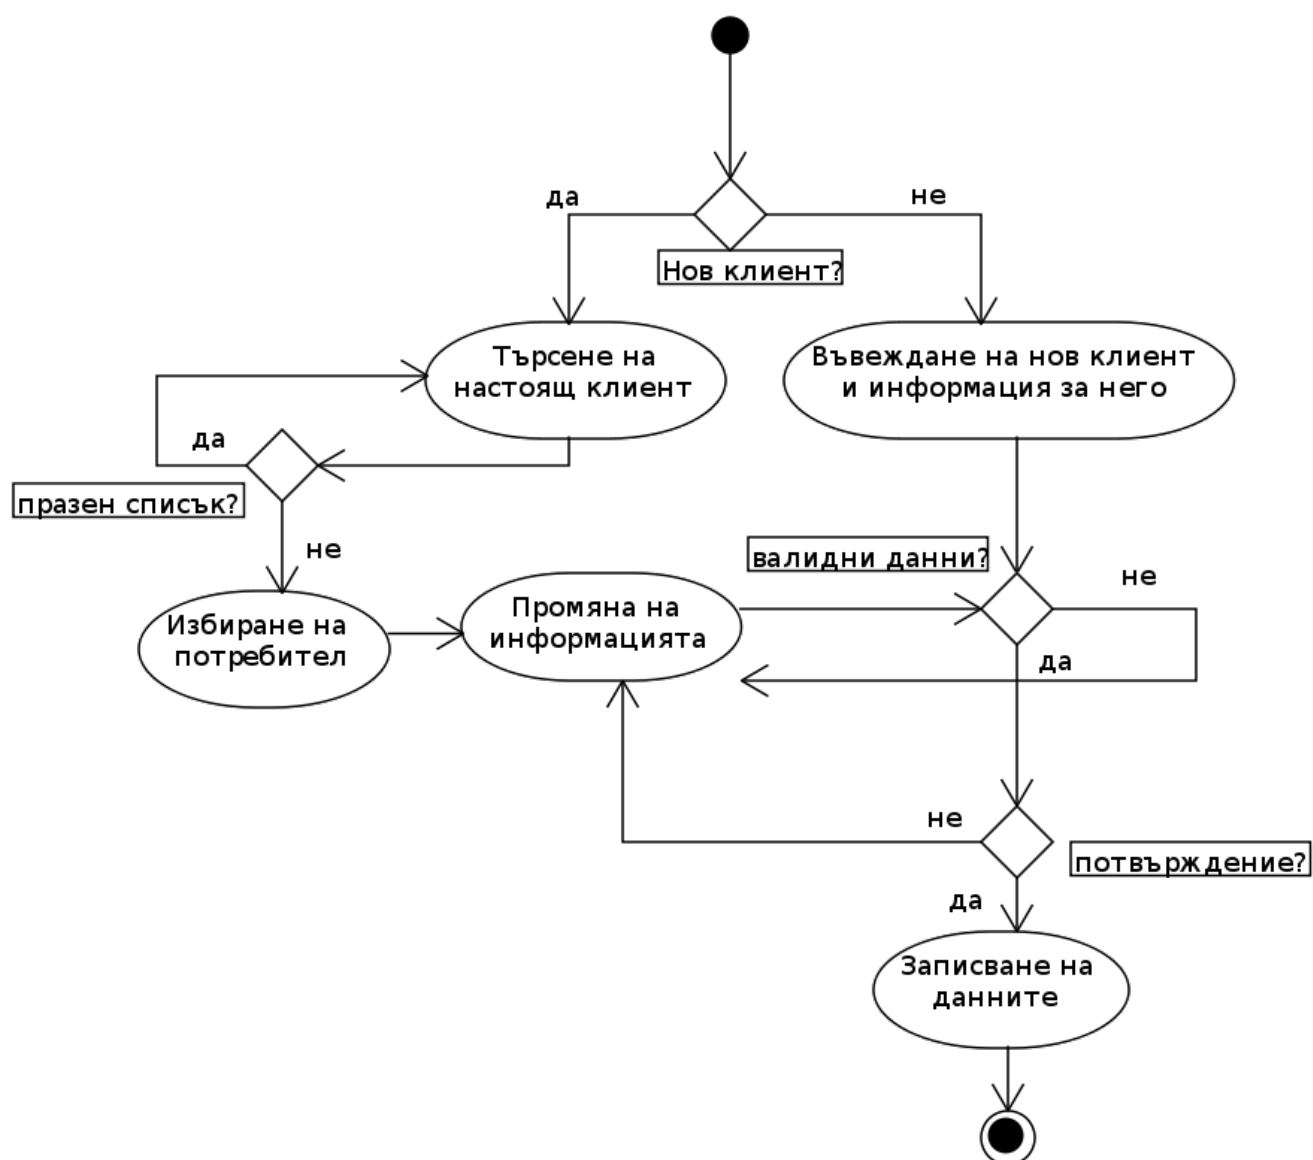 да
не
Нов клиент?
Търсене на
настоящ клиент
Въвеждане на нов клиент
и информация за него
да
празен списък?
не
валидни данни?
не
Избиране на
потребител
Промяна на
информацията
да
не
потвърждение?
да
Записване на
данните